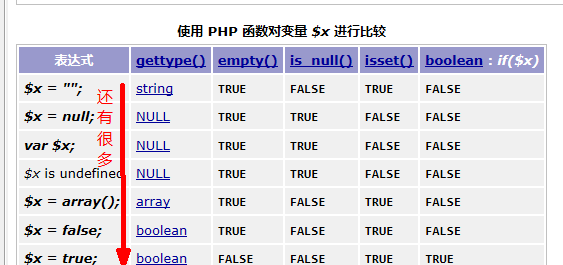 使用 PHP 函数对变量 $x 进行比较
表达式 gettype() empty() is_null() isset() boolean : if($x)
$x = ""; string TRUE FALSE TRUE FALSE
$x = null; NULL TRUE TRUE FALSE FALSE
var $x; NULL TRUE TRUE FALSE FALSE
$x is undefined NULL TRUE TRUE FALSE FALSE
$x = array(); array TRUE FALSE TRUE FALSE
$x = false; boolean TRUE FALSE TRUE FALSE
$x = true; boolean FALSE FALSE TRUE TRUE
还有很多